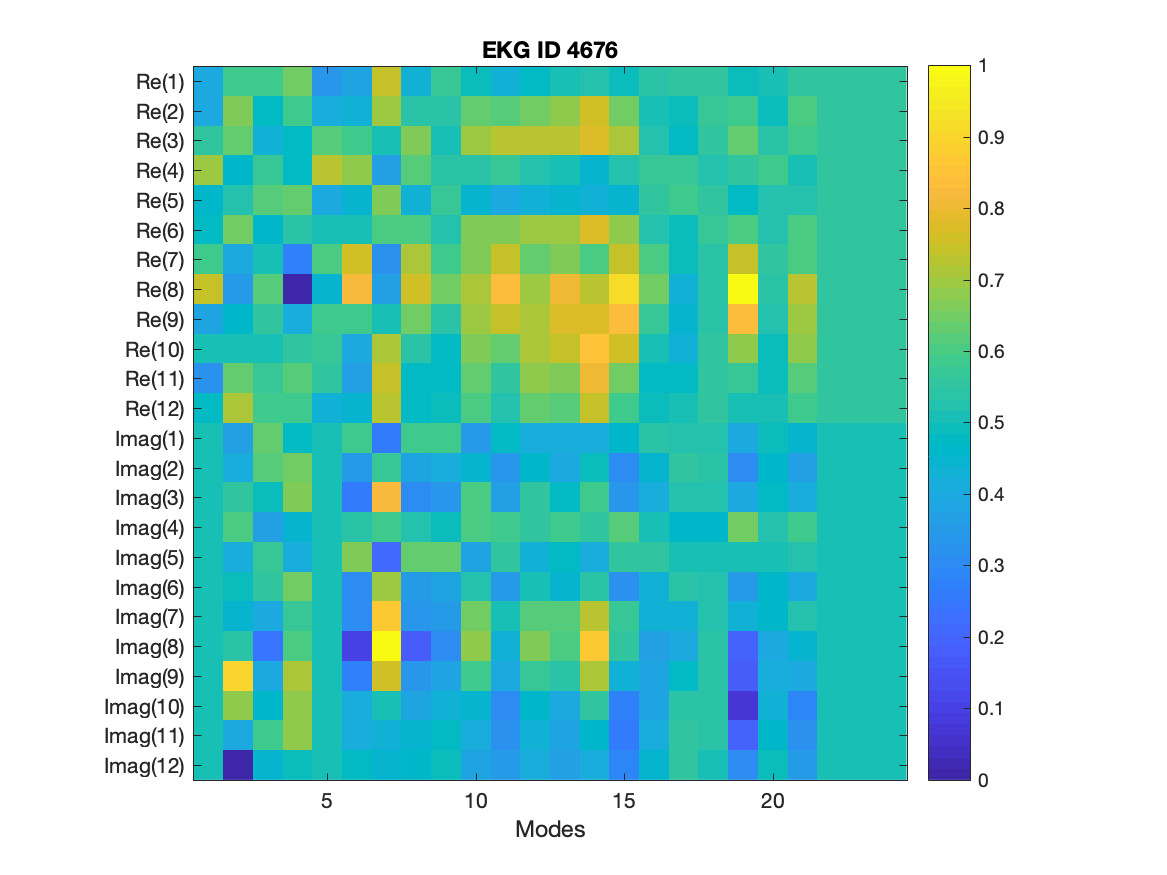 EKG ID 4676
Re(1)
Re(2)
Re(3)
Re(4)
Re(5)
Re(6)
Re(7)
Re(8)
Re(9)
Re(10)
Re(11)
Re(12)
Imag(1)
Imag(2)
Imag(3)
Imag(4)
Imag(5)
Imag(6)
Imag(7)
Imag(8)
Imag(9)
Imag(10)
Imag(11)
Imag(12)
5 10 15 20
Modes
1
0.9
0.8
0.7
0.6
0.5
0.4
0.3
0.2
0.1
0